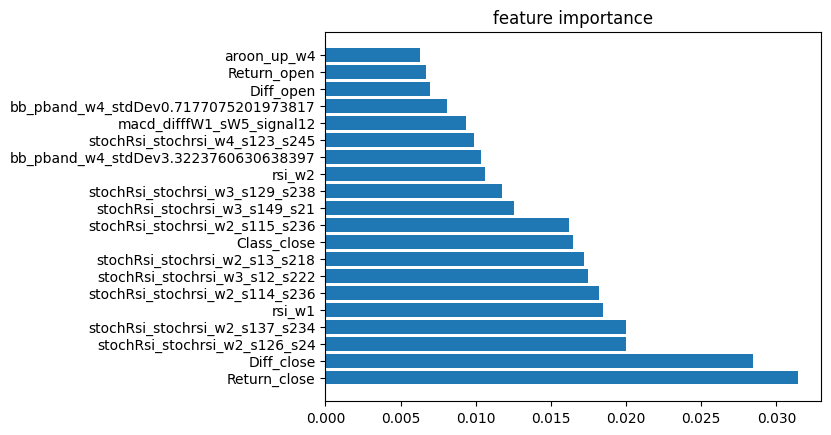 feature importance
aroon_up_w4
Return_open
Diff_open
bb_pband_w4_stdDev0.7177075201973817
macd_difffW1_sW5_signal12
stochRsi_stochrsi_w4_s123_s245
bb_pband_w4_stdDev3.3223760630638397
rsi_w2
stochRsi_stochrsi_w3_s129_s238
stochRsi_stochrsi_w3_s149_s21
stochRsi_stochrsi_w2_s115_s236
Class_close
stochRsi_stochrsi_w2_s13_s218
stochRsi_stochrsi_w3_s12_s222
stochRsi_stochrsi_w2_s114_s236
rsi_w1
stochRsi_stochrsi_w2_s137_s234
stochRsi_stochrsi_w2_s126_s24
Diff_close
Return_close
0.000 0.005 0.010 0.015 0.020 0.025 0.030